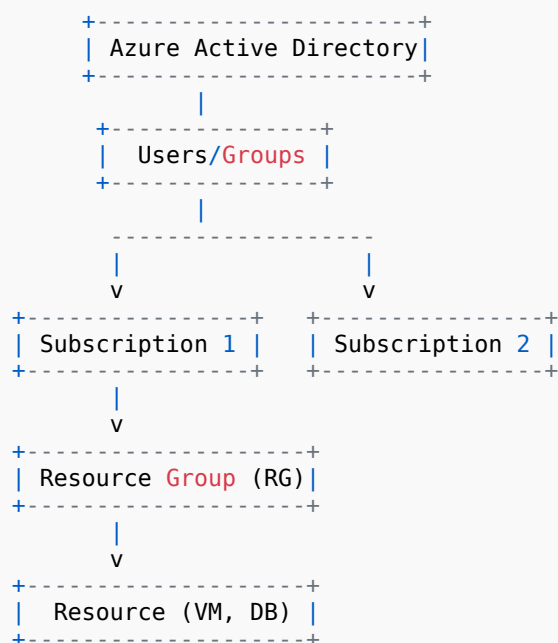 +-----------------------+
| Azure Active Directory|
+-----------------------+
|
+---------------+
| Users/Groups |
+---------------+
|
-------------------
| |
v v
+----------------+ +----------------+
| Subscription 1 | | Subscription 2 |
+----------------+ +----------------+
|
v
+--------------------+
| Resource Group (RG)|
+--------------------+
|
v
+--------------------+
| Resource (VM, DB) |
+--------------------+